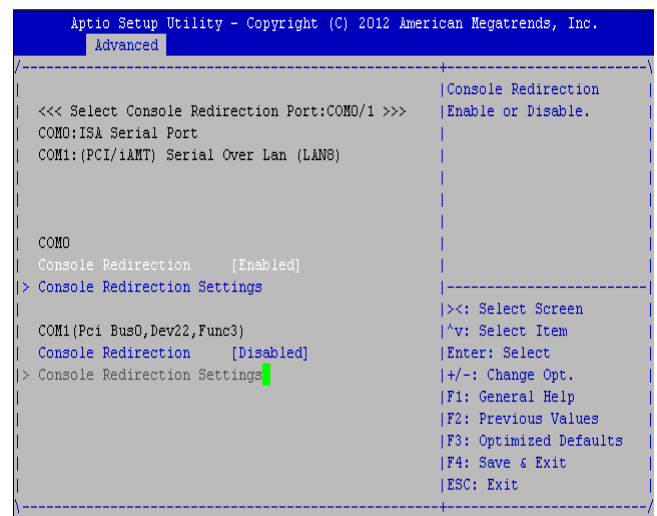 Aptio Setup Utility - Copyright (C) 2012 American Megatrends, Inc.
Advanced
<<< Select Console Redirection Port:COM0/1 >>>
COM0:ISA Serial Port
COM1:(PCI/iAMT) Serial Over Lan (LAN8)
COM0
Console Redirection [Enabled]
> Console Redirection Settings
COM1(Pci Bus0,Dev22,Func3)
Console Redirection [Disabled]
> Console Redirection Settings
Console Redirection
Enable or Disable.
><: Select Screen
^v: Select Item
Enter: Select
+/-: Change Opt.
F1: General Help
F2: Previous Values
F3: Optimized Defaults
F4: Save & Exit
ESC: Exit